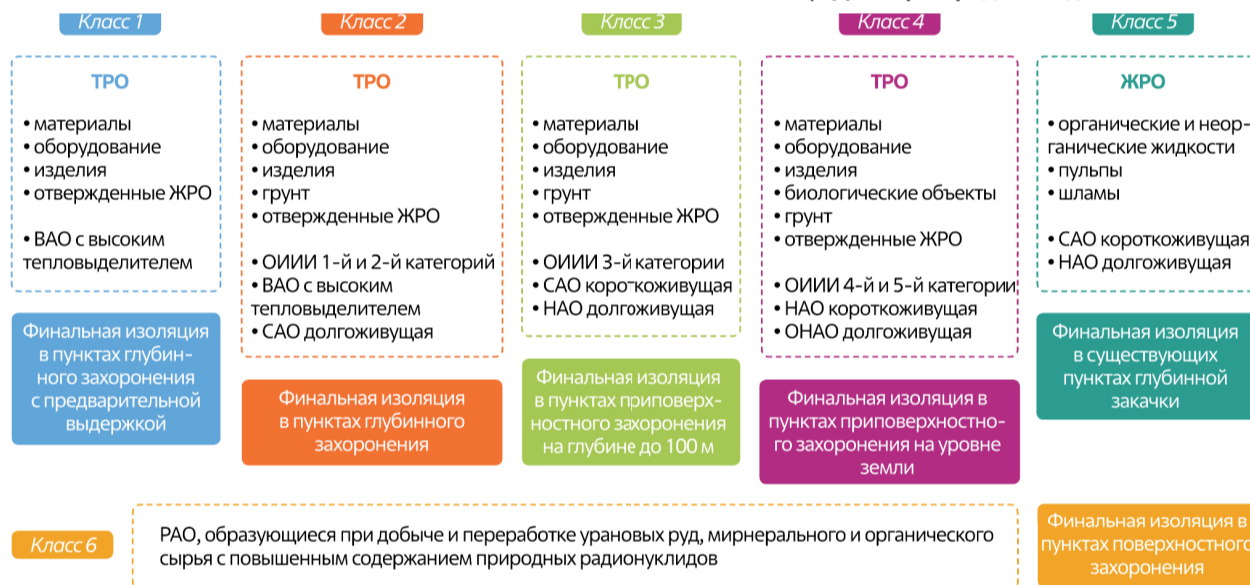 Класс 1
Класс 2
Класс 3
Класс 4
Класс 5
ТРО
• материалы
• оборудование
• изделия
• отвержденные ЖРО
• ВАО с высоким
тепловыделителем
Финальная изоляция
в пунктах глубин-
ного захоронения
с предварительной
выдержкой
ТРО
• материалы
• оборудование
• изделия
• грунт
• отвержденные ЖРО
• ОИИИ 1-й и 2-й категорий
• ВАО с высоким
тепловыделителем
• САО долгоживущая
Финальная изоляция
в пунктах глубинного
захоронения
ТРО
• материалы
• оборудование
• изделия
• грунт
• отвержденные ЖРО
• ОИИИ 3-й категории
• САО короткоживущая
• НАО долгоживущая
Финальная изоляция
в пунктах приповерх-
ностного захоронения
на глубине до 100 м
ТРО
• материалы
• оборудование
• изделия
• биологические объекты
• грунт
• отвержденные ЖРО
• ОИИИ 4-й и 5-й категории
• НАО короткоживущая
• ОНАО долгоживущая
Финальная изоляция в
пунктах приповерхностно-
го захоронения на уровне
земли
ЖРО
• органические и неор-
ганические жидкости
• пульпы
• шламы
• САО короткоживущая
• НАО долгоживущая
Финальная изоляция
в существующих
пунктах глубинной
закачки
Класс 6
РАО, образующиеся при добыче и переработке урановых руд, мирнерального и органического
сырья с повышенным содержанием природных радионуклидов
Финальная изоляция в
пунктах поверхностного
захоронения